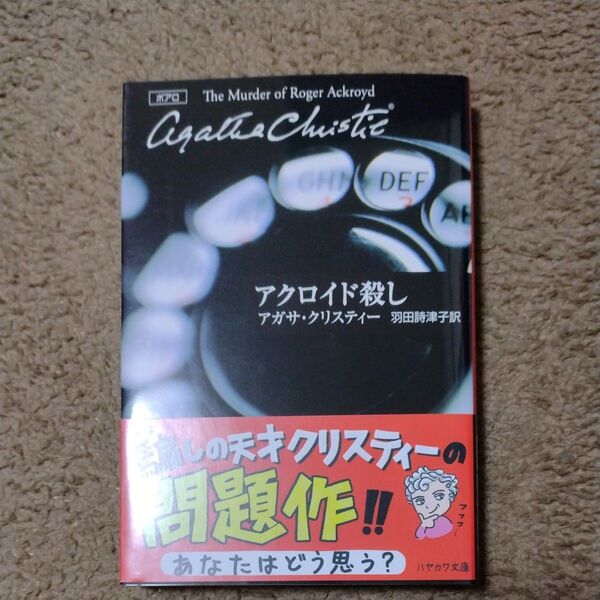 ポアロ The Murder of Roger Ackroyd
Agatha Christie®
GHI
DEF
JKL
アクロイド殺し
アガサ・クリスティー 羽田詩津子訳
騙しの天才クリスティーの
問題作!!
フフフ
あなたはどう思う?
ハヤカワ文庫